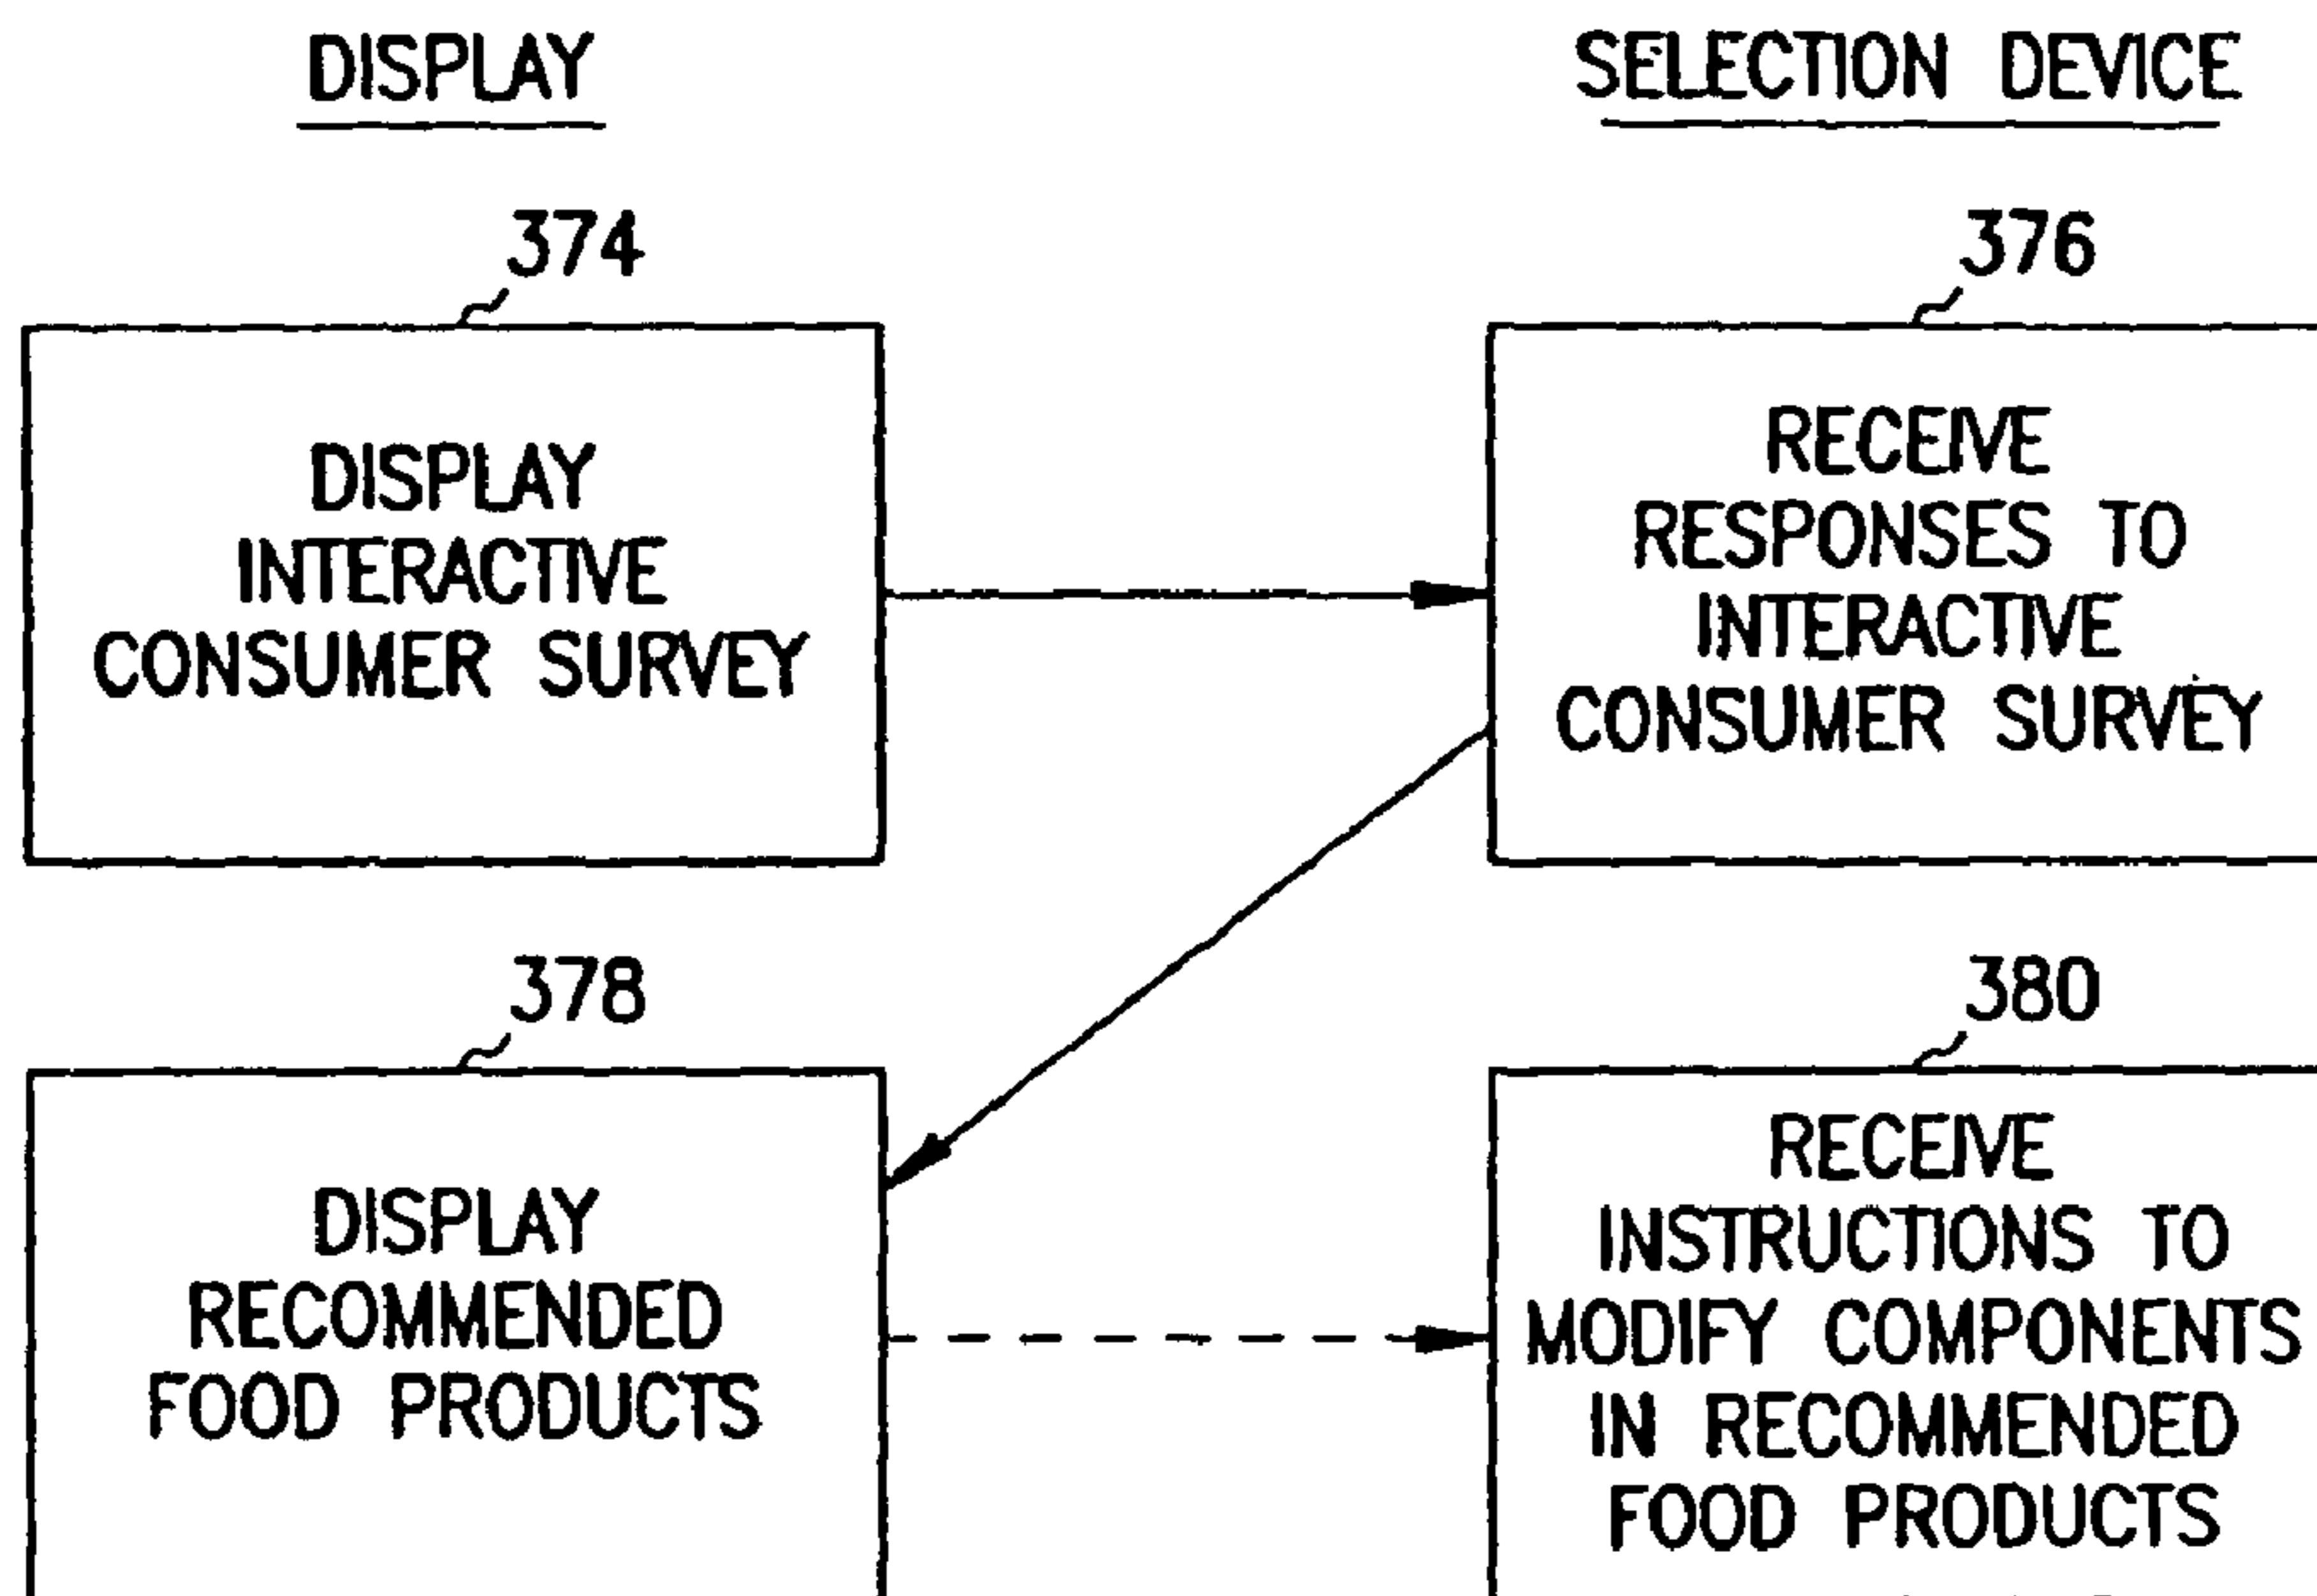 DISPLAY
SELECTION DEVICE
374
DISPLAY
INTERACTIVE
CONSUMER SURVEY
376
RECEIVE
RESPONSES TO
INTERACTIVE
CONSUMER SURVEY
378
DISPLAY
RECOMMENDED
FOOD PRODUCTS
380
RECEIVE
INSTRUCTIONS TO
MODIFY COMPONENTS
IN RECOMMENDED
FOOD PRODUCTS